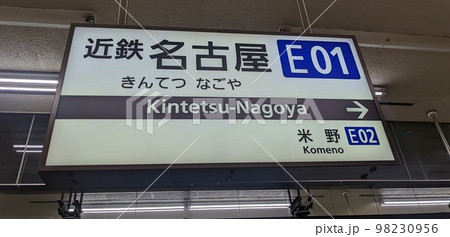 近鉄 名古屋 E01
きんてつ なごや
Kintetsu-Nagoya →
米野 E02
Komeno
PIXTA
pixta.jp - 98230956